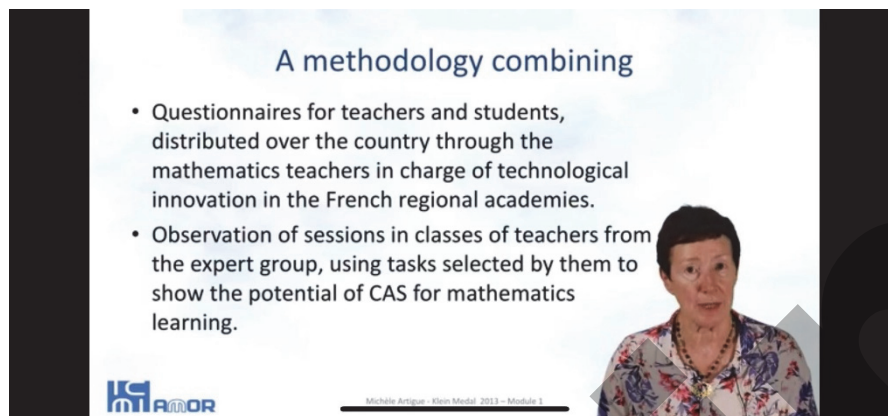 A methodology combining
• Questionnaires for teachers and students,
distributed over the country through the
mathematics teachers in charge of technological
innovation in the French regional academies.
• Observation of sessions in classes of teachers from
the expert group, using tasks selected by them to
show the potential of CAS for mathematics
learning.
ICMI AMOR
Michèle Artigue - Klein Medal 2013 – Module 1